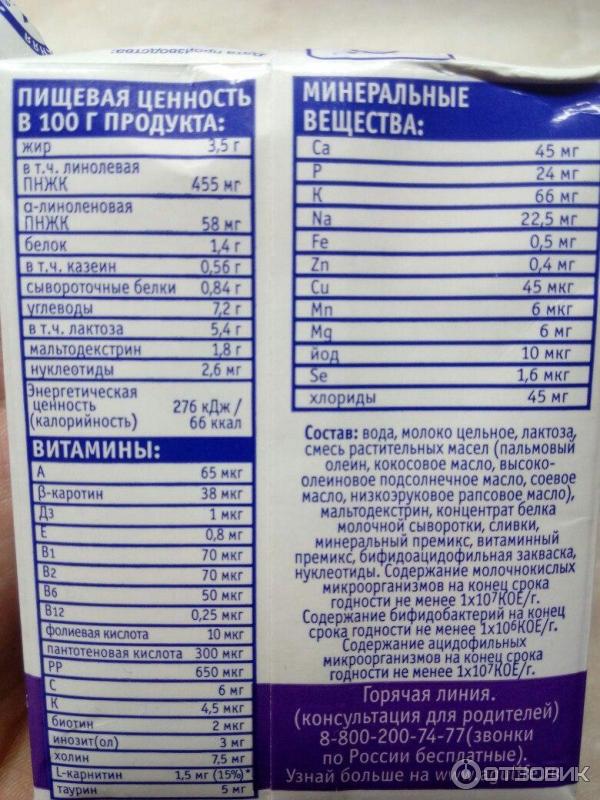 Дата производства:
ПИЩЕВАЯ ЦЕННОСТЬ
В 100 Г ПРОДУКТА:
жир 3,5 г
в т.ч. линолевая
ПНЖК 455 мг
α-линоленовая
ПНЖК 58 мг
белок 1,4 г
в т.ч. казеин 0,56 г
сывороточные белки 0,84 г
углеводы 7,2 г
в т.ч. лактоза 5,4 г
мальтодекстрин 1,8 г
нуклеотиды 2,6 мг
Энергетическая
ценность 276 кДж /
(калорийность) 66 ккал
ВИТАМИНЫ:
А 65 мкг
β-каротин 38 мкг
Д3 1 мкг
Е 0,8 мг
В1 70 мкг
В2 70 мкг
В6 50 мкг
В12 0,25 мкг
фолиевая кислота 10 мкг
пантотеновая кислота 300 мкг
РР 650 мкг
С 6 мг
К 4,5 мкг
биотин 2 мкг
инозит(ол) 3 мг
холин 7,5 мг
L-карнитин 1,5 мг (15%)*
таурин 5 мг
МИНЕРАЛЬНЫЕ
ВЕЩЕСТВА:
Ca 45 мг
P 24 мг
K 66 мг
Na 22,5 мг
Fe 0,5 мг
Zn 0,4 мг
Cu 45 мкг
Mn 6 мкг
Mg 6 мг
йод 10 мкг
Se 1,6 мкг
хлориды 45 мг
Состав: вода, молоко цельное, лактоза,
смесь растительных масел (пальмовый
олеин, кокосовое масло, высоко-
олеиновое подсолнечное масло, соевое
масло, низкоэруковое рапсовое масло),
мальтодекстрин, концентрат белка
молочной сыворотки, сливки,
минеральный премикс, витаминный
премикс, бифидоацидофильная закваска,
нуклеотиды. Содержание молочнокислых
микроорганизмов на конец срока
годности не менее 1x10⁷КОЕ/г.
Содержание бифидобактерий на конец
срока годности не менее 1x10⁶КОЕ/г.
Содержание ацидофильных
микроорганизмов на конец срока
годности не менее 1x10⁷КОЕ/г.
Горячая линия.
(консультация для родителей)
8-800-200-74-77(звонки
по России бесплатные).
Узнай больше на
ОТЗОВИК